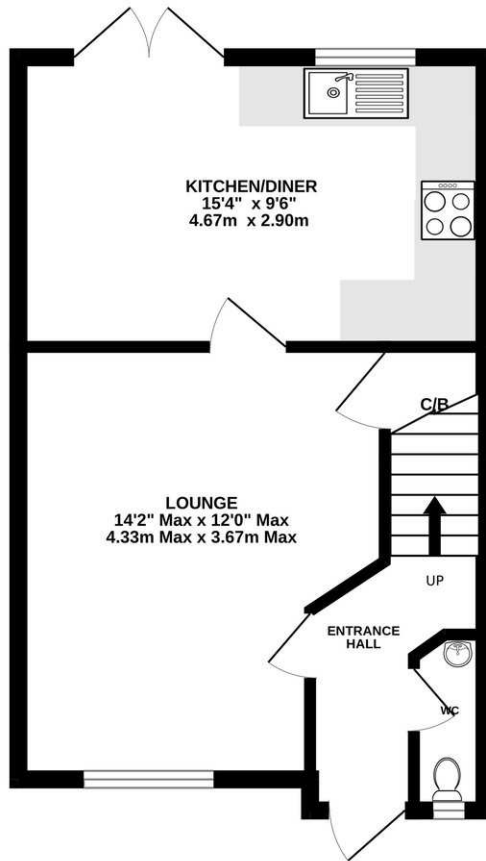 KITCHEN/DINER
15'4" x 9'6"
4.67m x 2.90m
C/B
LOUNGE
14'2" Max x 12'0" Max
4.33m Max x 3.67m Max
UP
ENTRANCE
HALL
WC